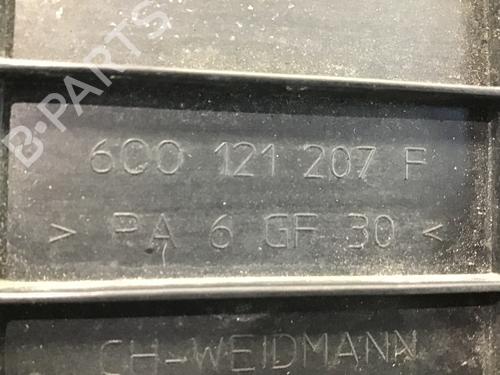 B-PARTS
6C0 121 207 F
> PA 6 GF 30 <
CH-WEIDMANN